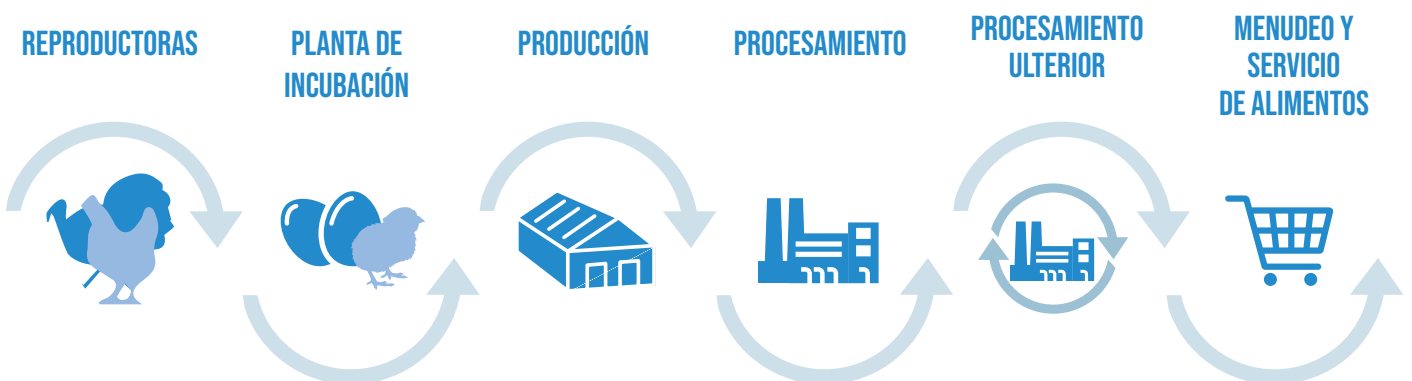 REPRODUCTORAS
PLANTA DE
INCUBACIÓN
PRODUCCIÓN
PROCESAMIENTO
PROCESAMIENTO
ULTERIOR
MENUDEO Y
SERVICIO
DE ALIMENTOS